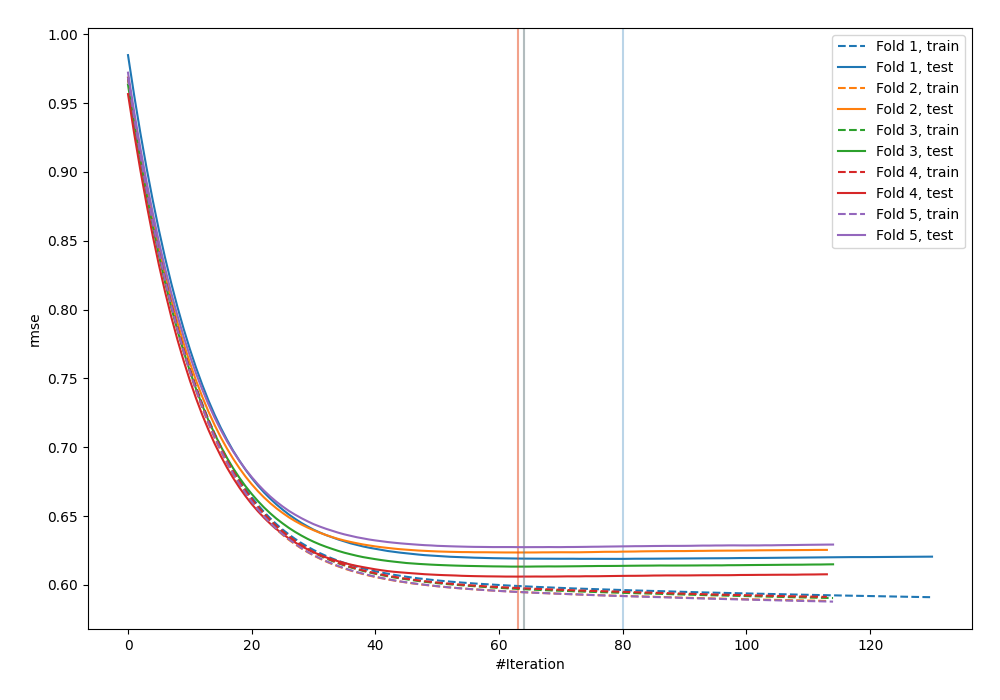 1.00
0.95
0.90
0.85
0.80
0.75
0.70
0.65
0.60
rmse
0
20
40
60
80
100
120
#Iteration
Fold 1, train
Fold 1, test
Fold 2, train
Fold 2, test
Fold 3, train
Fold 3, test
Fold 4, train
Fold 4, test
Fold 5, train
Fold 5, test